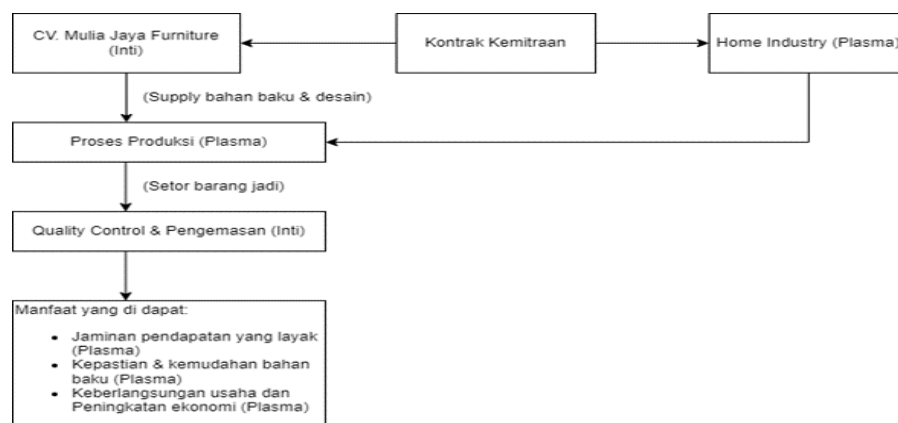 CV. Mulia Jaya Furniture
(Inti)
Kontrak Kemitraan
Home Industry (Plasma)
(Supply bahan baku & desain)
Proses Produksi (Plasma)
(Setor barang jadi)
Quality Control & Pengemasan (Inti)
Manfaat yang di dapat:
• Jaminan pendapatan yang layak
(Plasma)
• Kepastian & kemudahan bahan
baku (Plasma)
• Keberlangsungan usaha dan
Peningkatan ekonomi (Plasma)